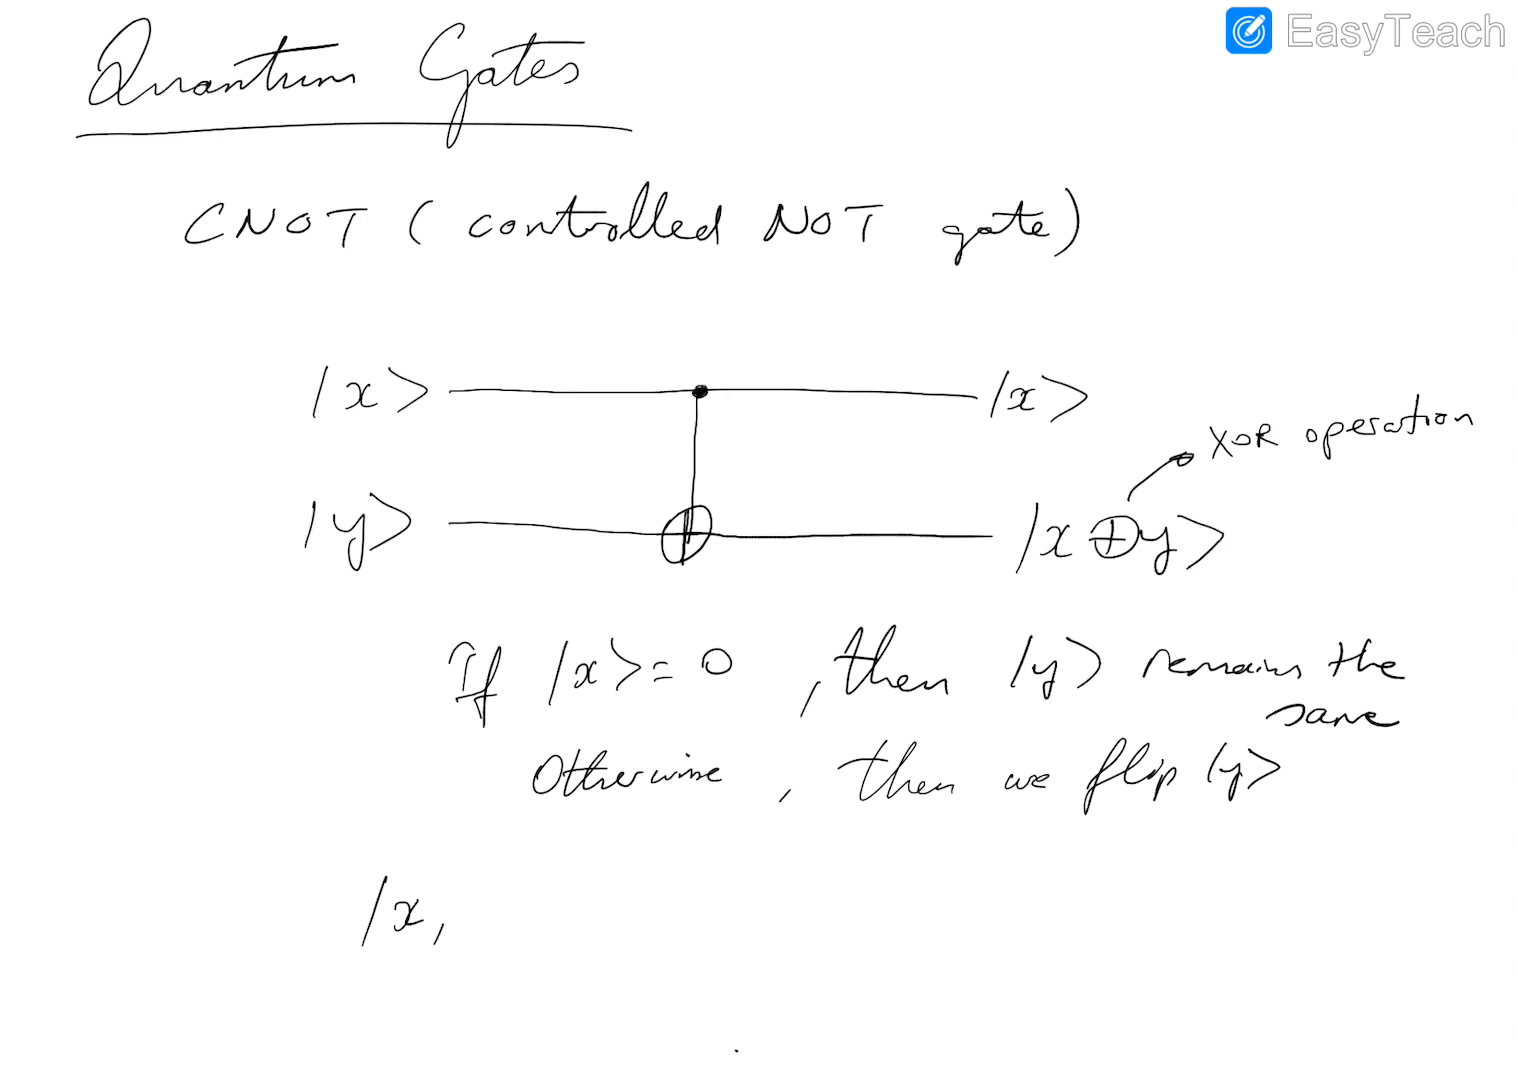 EasyTeach
Quantum Gates
CNOT ( controlled NOT gate)
|x> |x>
XOR operation
|y> |x ⊕ y>
If |x> = 0 , then |y> remains the
same
Otherwise , then we flip |y>
|x,